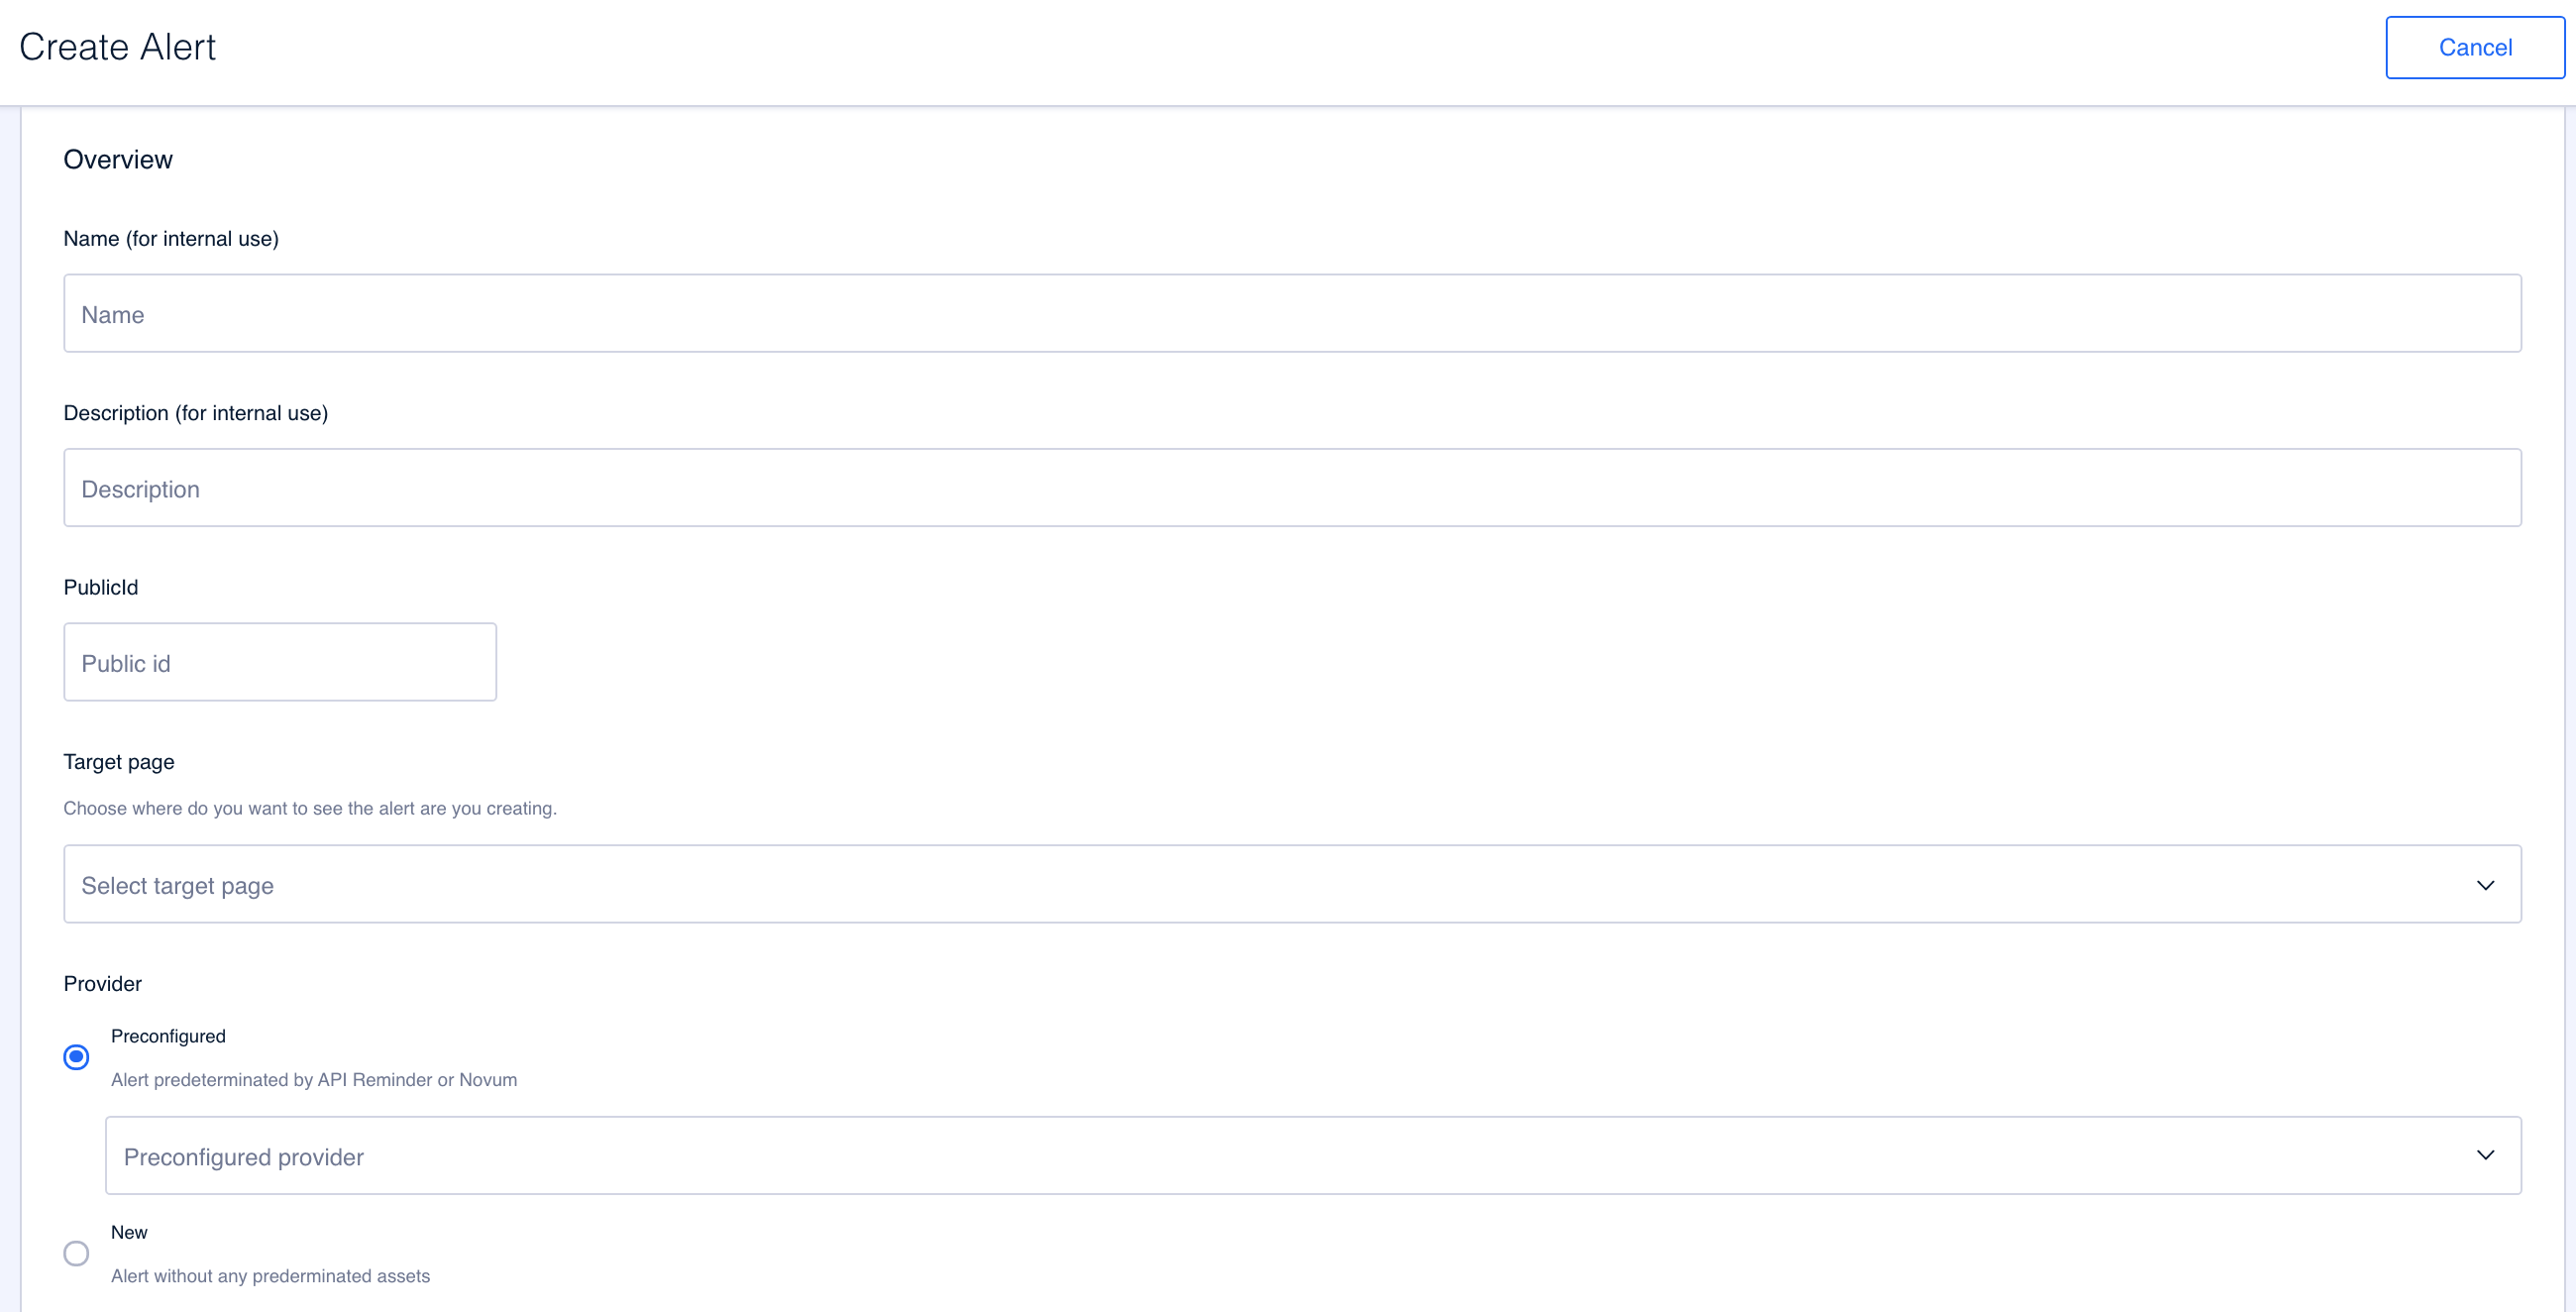 Create Alert
Cancel
Overview
Name (for internal use)
Name
Description (for internal use)
Description
PublicId
Public id
Target page
Choose where do you want to see the alert are you creating.
Select target page
Provider
Preconfigured
Alert predeterminated by API Reminder or Novum
Preconfigured provider
New
Alert without any prederminated assets